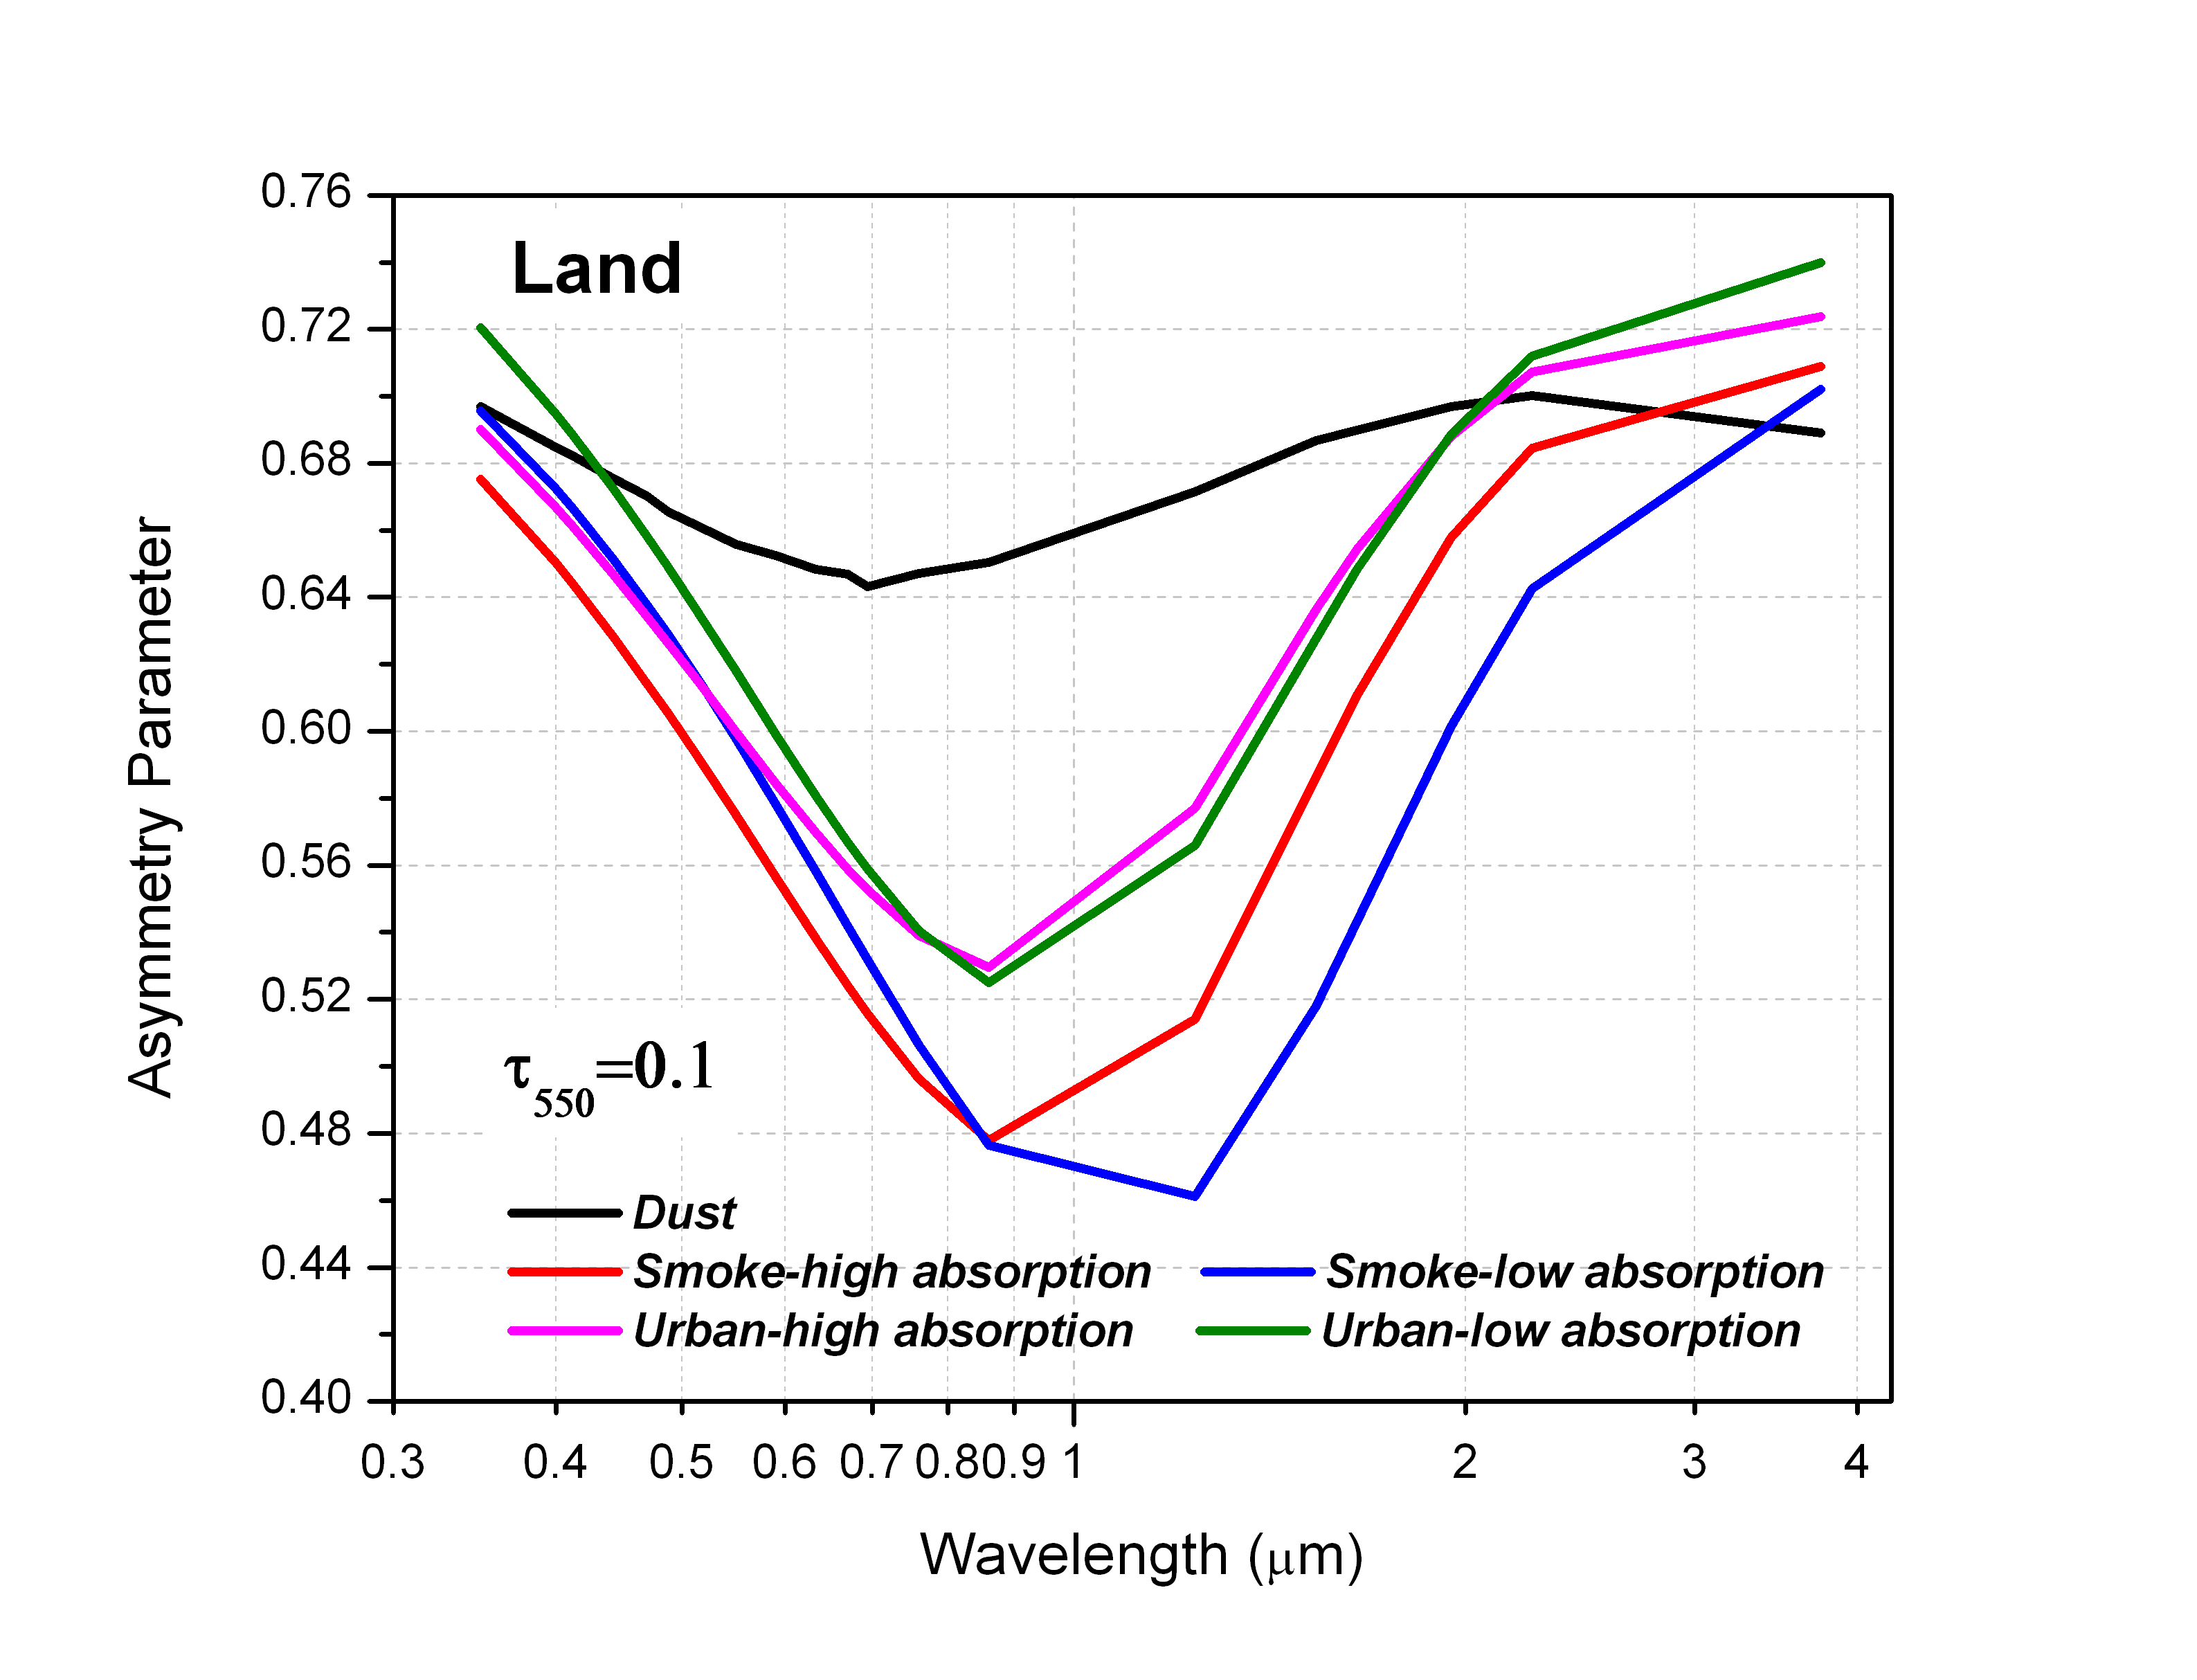 0.76
Land
0.72
0.68
0.64
0.60
0.56
0.52
0.48
0.44
0.40
Asymmetry Parameter
τ550=0.1
Dust
Smoke-high absorption Smoke-low absorption
Urban-high absorption Urban-low absorption
0.3 0.4 0.5 0.6 0.7 0.8 0.9 1 2 3 4
Wavelength (μm)